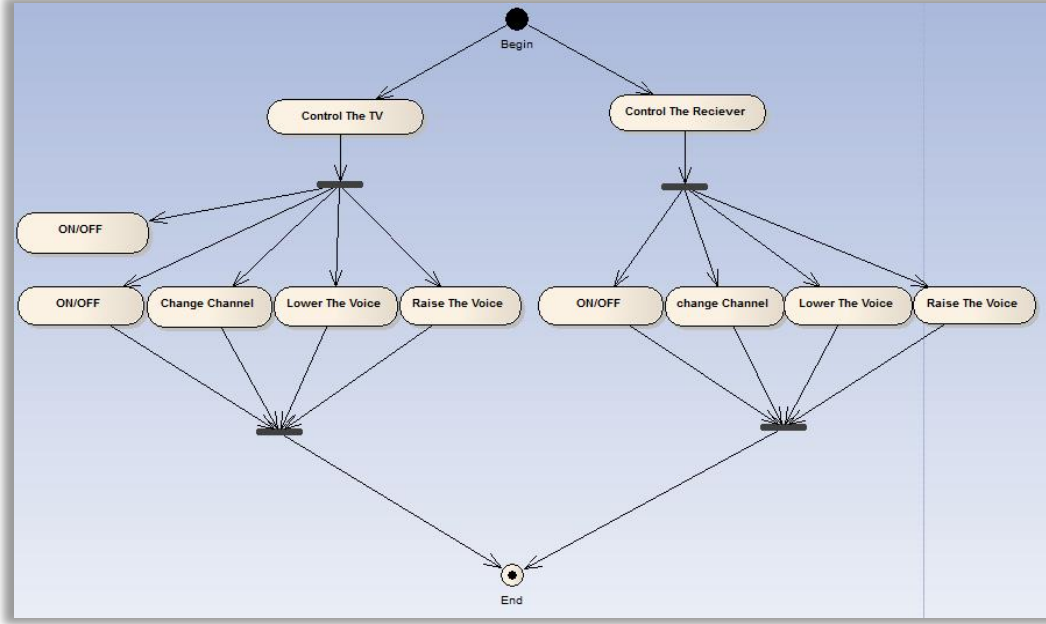 Begin
Control The TV
Control The Reciever
ON/OFF
ON/OFF
Change Channel
Lower The Voice
Raise The Voice
ON/OFF
change Channel
Lower The Voice
Raise The Voice
End